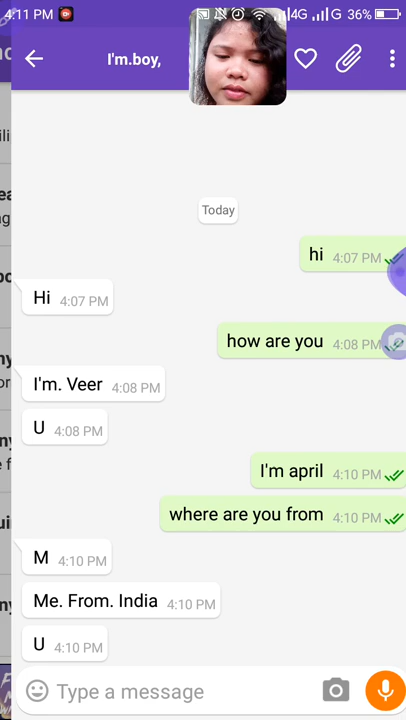 4:11 PM 4G G 36%
I'm.boy,
Today
hi 4:07 PM
Hi 4:07 PM
how are you 4:08 PM
I'm. Veer 4:08 PM
U 4:08 PM
I'm april 4:10 PM
where are you from 4:10 PM
M 4:10 PM
Me. From. India 4:10 PM
U 4:10 PM
Type a message